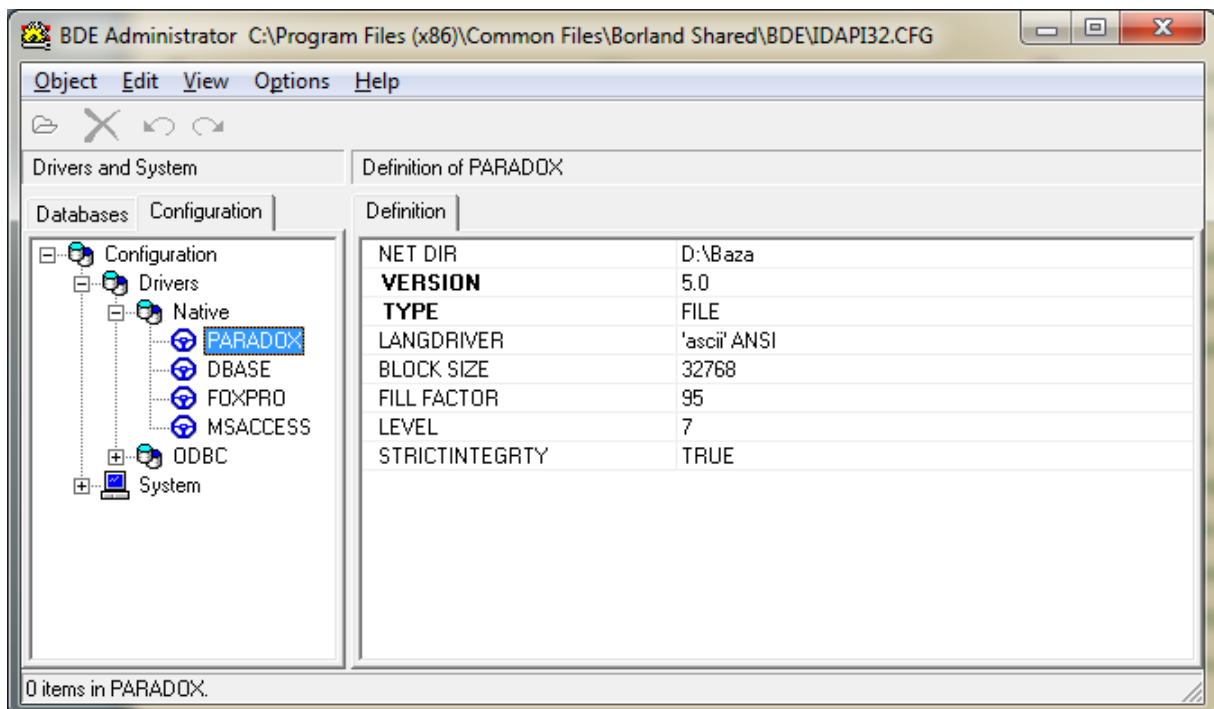 BDE Administrator C:\Program Files (x86)\Common Files\Borland Shared\BDE\IDAPI32.CFG
Object Edit View Options Help
Drivers and System
Definition of PARADOX
Databases Configuration
Definition
Configuration
Drivers
Native
PARADOX
DBASE
FOXPRO
MSACCESS
ODBC
System
NET DIR D:\Baza
VERSION 5.0
TYPE FILE
LANGDRIVER 'ascii' ANSI
BLOCK SIZE 32768
FILL FACTOR 95
LEVEL 7
STRICTINTEGRTY TRUE
0 items in PARADOX.